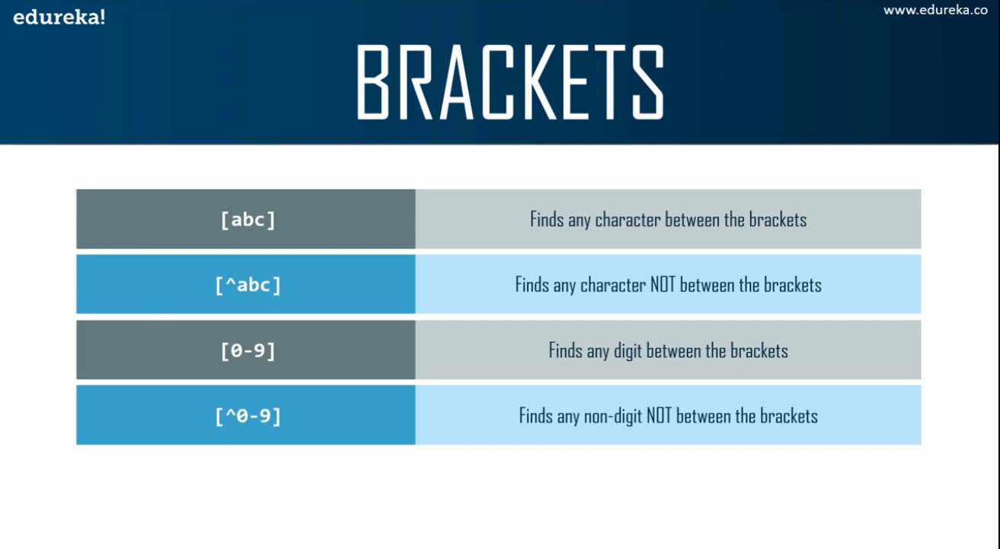 edureka!
www.edureka.co
BRACKETS
[abc]
Finds any character between the brackets
[^abc]
Finds any character NOT between the brackets
[0-9]
Finds any digit between the brackets
[^0-9]
Finds any non-digit NOT between the brackets